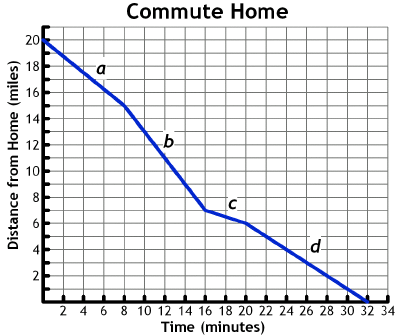 Commute Home
Distance from Home (miles)
20
18
16
14
12
10
8
6
4
2
a
b
c
d
2 4 6 8 10 12 14 16 18 20 22 24 26 28 30 32 34
Time (minutes)